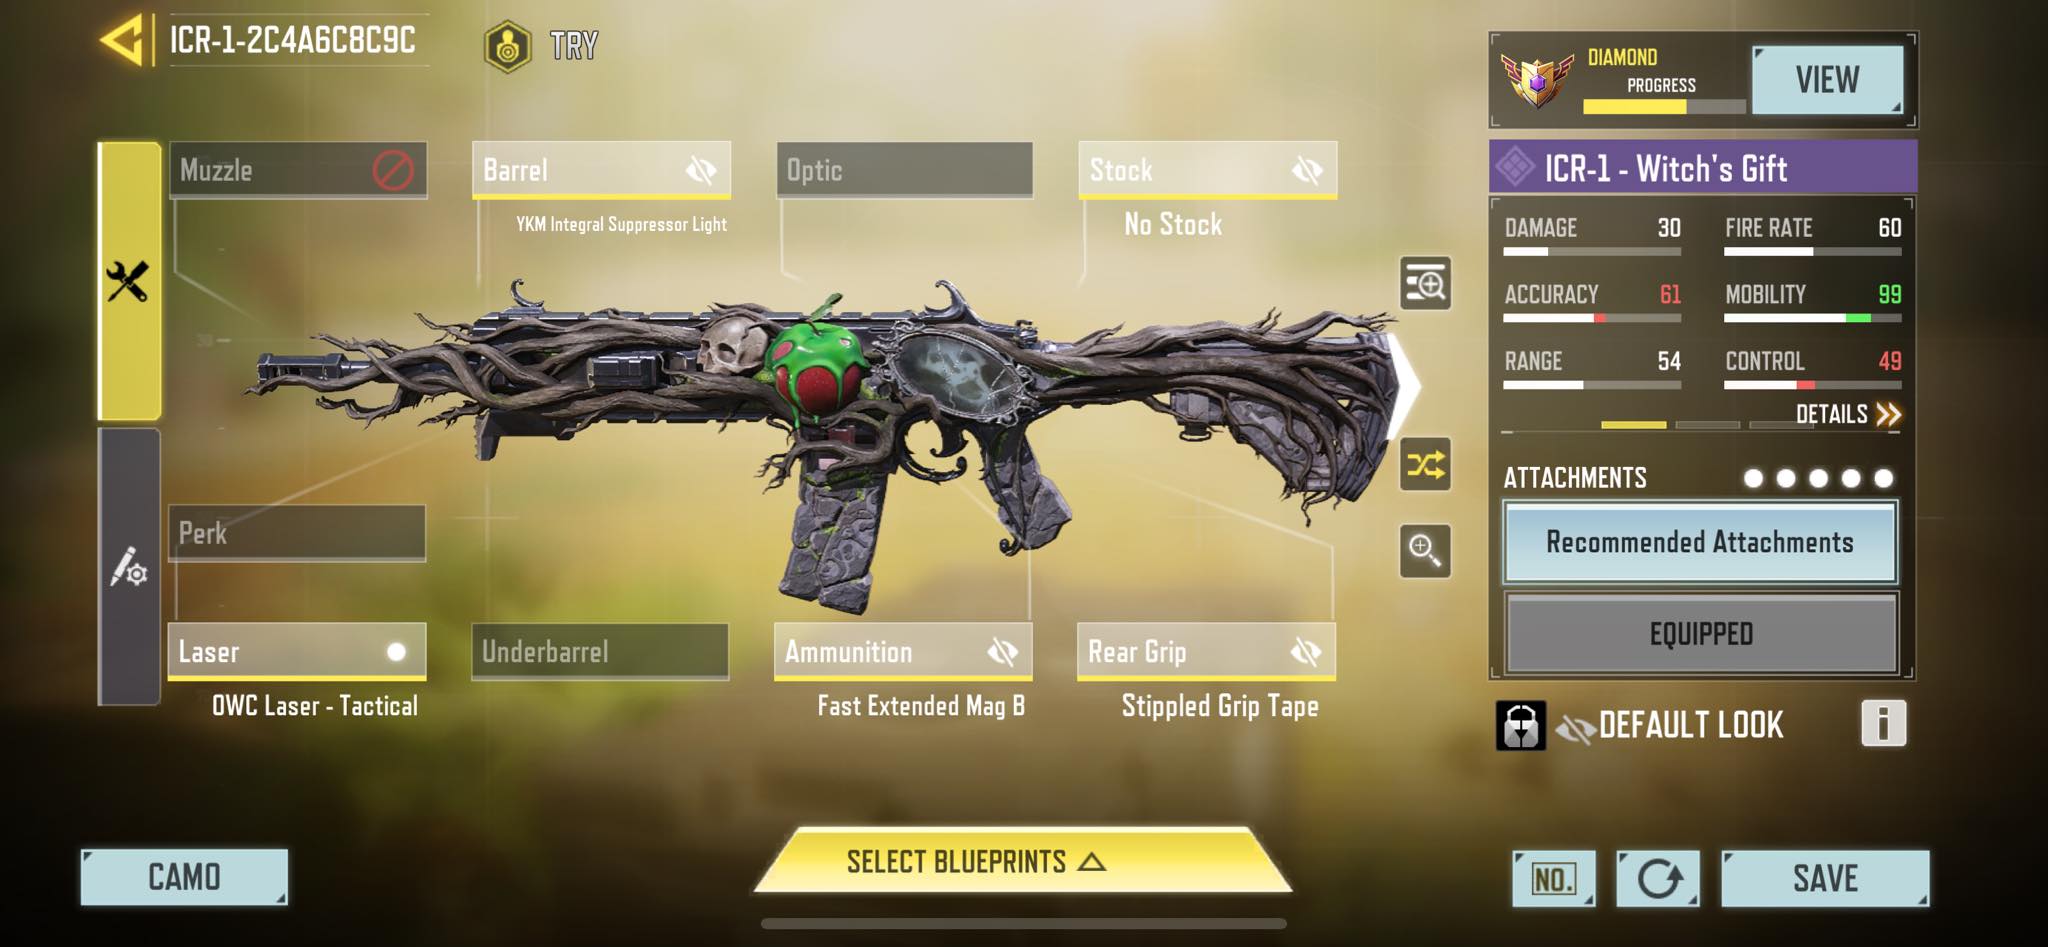 ICR-1-2C4A6C8C9C
TRY
DIAMOND
PROGRESS
VIEW
Muzzle
Barrel
YKM Integral Suppressor Light
Optic
Stock
No Stock
ICR-1 - Witch's Gift
DAMAGE 30
FIRE RATE 60
ACCURACY 61
MOBILITY 99
RANGE 54
CONTROL 49
DETAILS
ATTACHMENTS
Recommended Attachments
EQUIPPED
Perk
Laser
OWC Laser - Tactical
Underbarrel
Ammunition
Fast Extended Mag B
Rear Grip
Stippled Grip Tape
DEFAULT LOOK
i
CAMO
SELECT BLUEPRINTS
NO.
SAVE